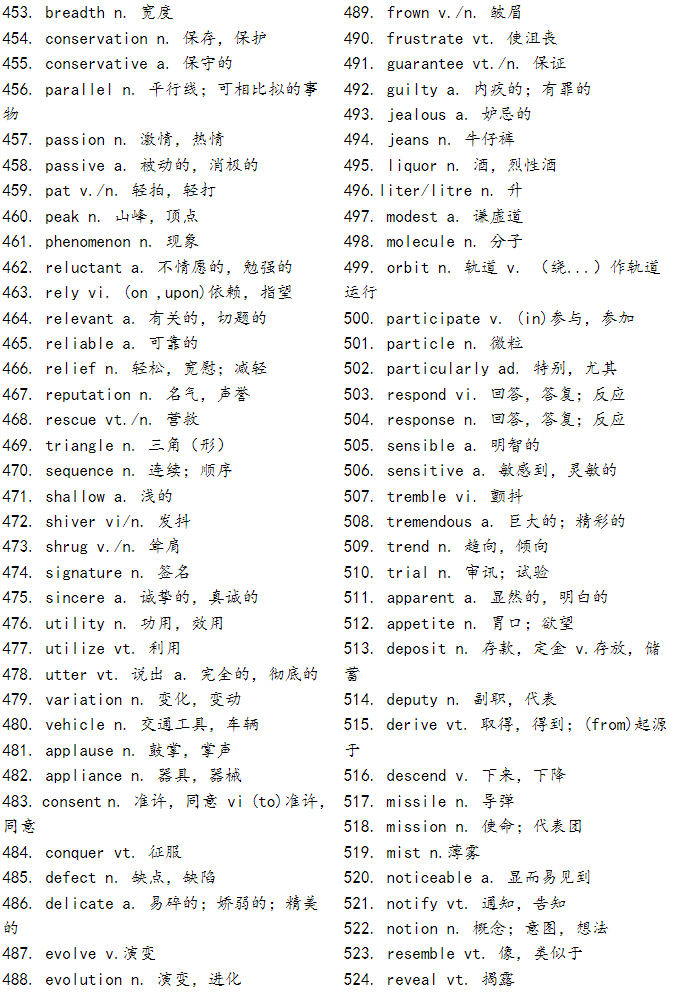 453. breadth n. 宽度
454. conservation n. 保存，保护
455. conservative a. 保守的
456. parallel n. 平行线；可相比拟的事
物
457. passion n. 激情，热情
458. passive a. 被动的，消极的
459. pat v./n. 轻拍，轻打
460. peak n. 山峰，顶点
461. phenomenon n. 现象
462. reluctant a. 不情愿的，勉强的
463. rely vi. (on ,upon)依赖，指望
464. relevant a. 有关的，切题的
465. reliable a. 可靠的
466. relief n. 轻松，宽慰；减轻
467. reputation n. 名气，声誉
468. rescue vt./n. 营救
469. triangle n. 三角（形）
470. sequence n. 连续；顺序
471. shallow a. 浅的
472. shiver vi/n. 发抖
473. shrug v./n. 耸肩
474. signature n. 签名
475. sincere a. 诚挚的，真诚的
476. utility n. 功用，效用
477. utilize vt. 利用
478. utter vt. 说出 a. 完全的，彻底的
479. variation n. 变化，变动
480. vehicle n. 交通工具，车辆
481. applause n. 鼓掌，掌声
482. appliance n. 器具，器械
483. consent n. 准许，同意 vi (to)准许，
同意
484. conquer vt. 征服
485. defect n. 缺点，缺陷
486. delicate a. 易碎的；娇弱的；精美
的
487. evolve v.演变
488. evolution n. 演变，进化
489. frown v./n. 皱眉
490. frustrate vt. 使沮丧
491. guarantee vt./n. 保证
492. guilty a. 内疚的；有罪的
493. jealous a. 妒忌的
494. jeans n. 牛仔裤
495. liquor n. 酒，烈性酒
496.liter/litre n. 升
497. modest a. 谦虚道
498. molecule n. 分子
499. orbit n. 轨道 v. （绕...）作轨道
运行
500. participate v. (in)参与，参加
501. particle n. 微粒
502. particularly ad. 特别，尤其
503. respond vi. 回答，答复；反应
504. response n. 回答，答复；反应
505. sensible a. 明智的
506. sensitive a. 敏感到，灵敏的
507. tremble vi. 颤抖
508. tremendous a. 巨大的；精彩的
509. trend n. 趋向，倾向
510. trial n. 审讯；试验
511. apparent a. 显然的，明白的
512. appetite n. 胃口；欲望
513. deposit n. 存款，定金 v.存放，储
蓄
514. deputy n. 副职，代表
515. derive vt. 取得，得到；(from)起源
于
516. descend v. 下来，下降
517. missile n. 导弹
518. mission n. 使命；代表团
519. mist n.薄雾
520. noticeable a. 显而易见到
521. notify vt. 通知，告知
522. notion n. 概念；意图，想法
523. resemble vt. 像，类似于
524. reveal vt. 揭露